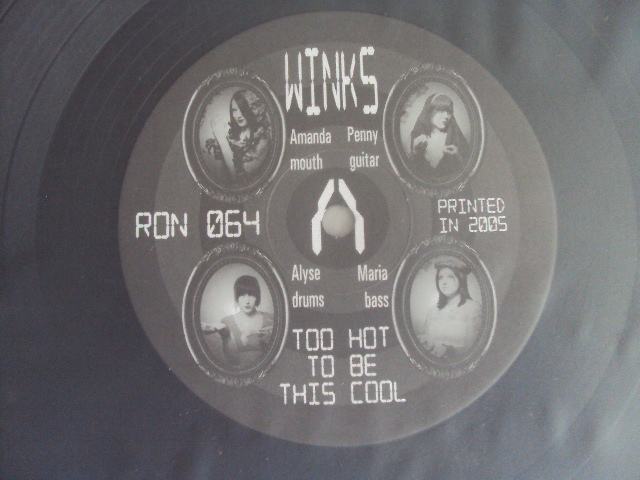 WINKS
Amanda Penny
mouth guitar
A
RON 064
PRINTED
IN 2005
Alyse Maria
drums bass
TOO HOT
TO BE
THIS COOL